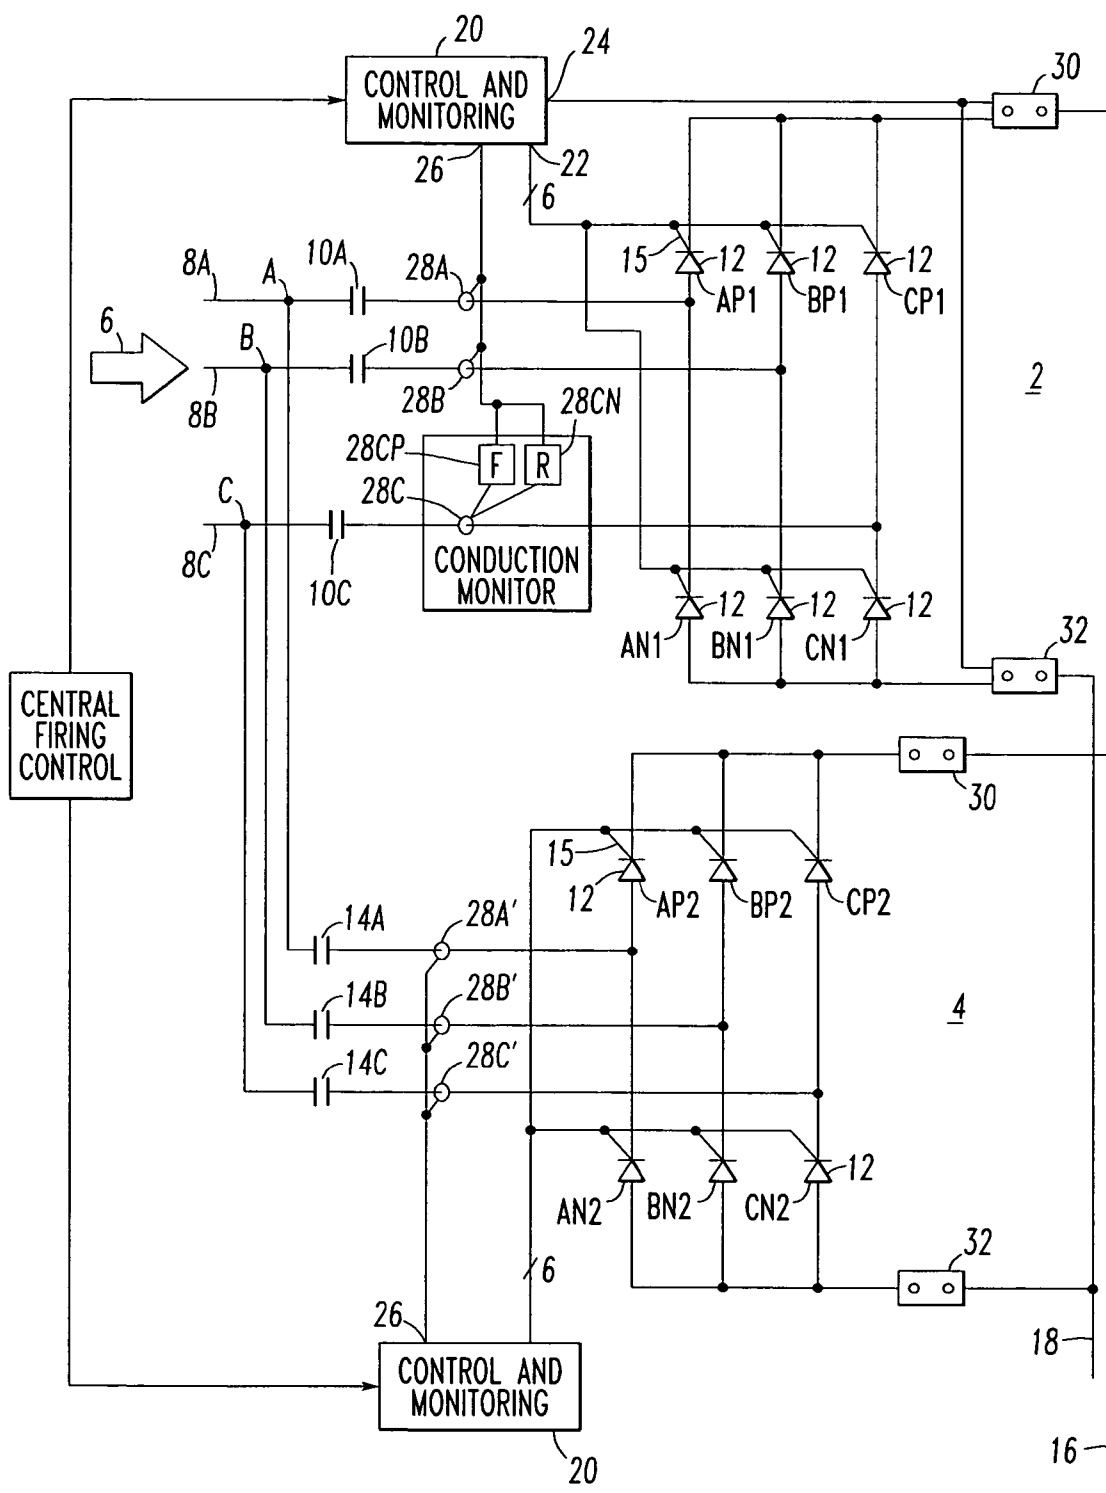 20
24
30
CONTROL AND
MONITORING
26
22
6
10A
28A
8A
A
15
12
12
12
AP1
BP1
CP1
6
B
10B
2
8B
28B
28CN
28CP
F
R
C
28C
8C
10C
CONDUCTION
MONITOR
12
12
12
AN1
BN1
CN1
32
CENTRAL
FIRING
CONTROL
30
15
12
AP2
BP2
CP2
14A
28A'
14B
28B'
4
14C
28C'
12
AN2
BN2
CN2
6
32
26
18
CONTROL AND
MONITORING
16
20